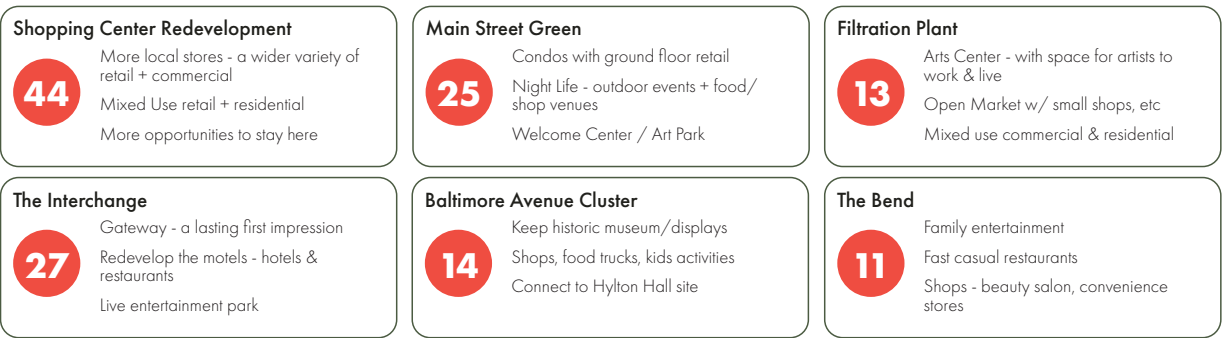 Shopping Center Redevelopment
44
More local stores - a wider variety of
retail + commercial
Mixed Use retail + residential
More opportunities to stay here
Main Street Green
25
Condos with ground floor retail
Night Life - outdoor events + food/
shop venues
Welcome Center / Art Park
Filtration Plant
13
Arts Center - with space for artists to
work & live
Open Market w/ small shops, etc
Mixed use commercial & residential
The Interchange
27
Gateway - a lasting first impression
Redevelop the motels - hotels &
restaurants
Live entertainment park
Baltimore Avenue Cluster
14
Keep historic museum/displays
Shops, food trucks, kids activities
Connect to Hylton Hall site
The Bend
11
Family entertainment
Fast casual restaurants
Shops - beauty salon, convenience
stores